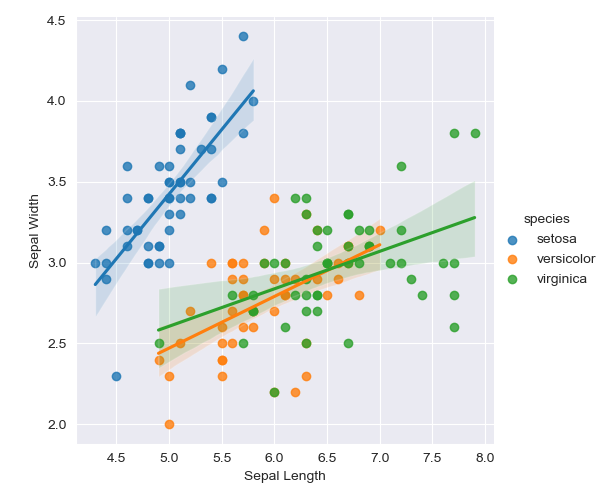 4.5
4.0
3.5
3.0
2.5
2.0
Sepal Width
4.5 5.0 5.5 6.0 6.5 7.0 7.5 8.0
Sepal Length
species
setosa
versicolor
virginica